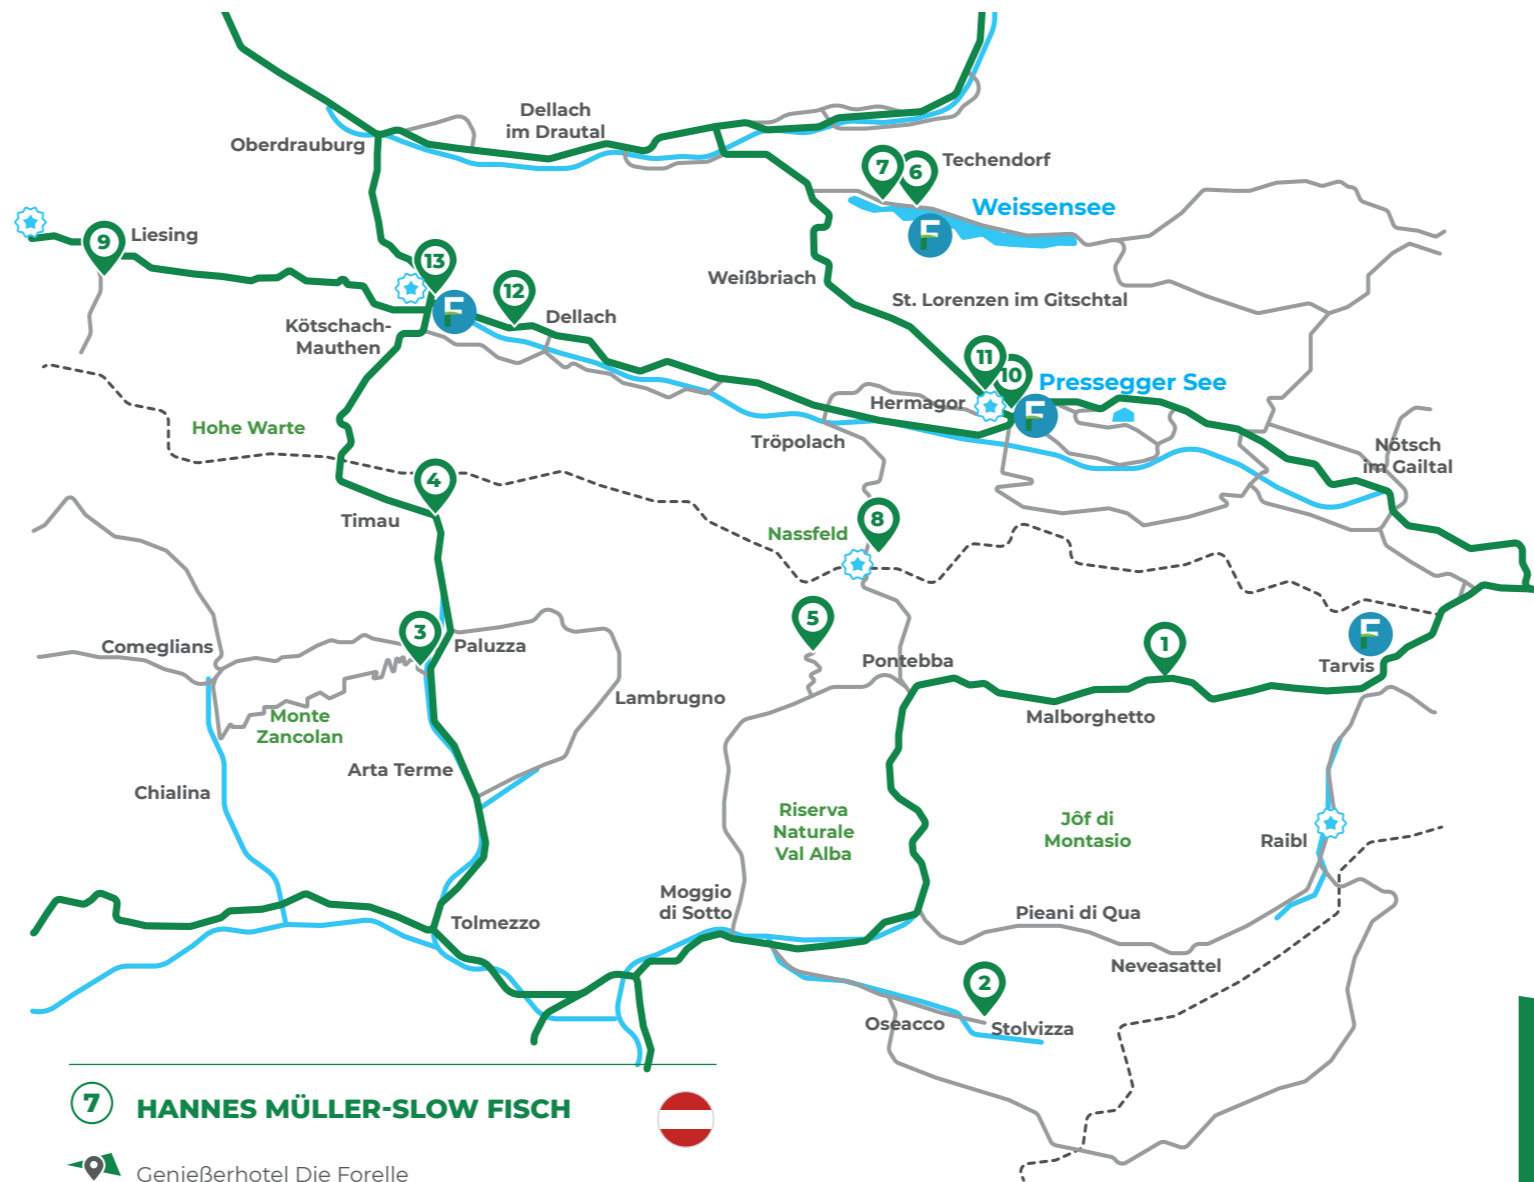 Dellach
im Drautal
Oberdrauburg
7
6
Techendorf
Weissensee
F
9
Liesing
13
12
Dellach
F
Kötschach-
Mauthen
Weißbriach
St. Lorenzen im Gitschtal
11
10
Pressegger See
Hermagor
F
Hohe Warte
Tröpolach
Nötsch
im Gailtal
4
Timau
Nassfeld
8
3
Comeglians
Paluzza
5
Pontebba
1
F
Tarvis
Lambrugno
Malborghetto
Monte
Zancolan
Arta Terme
Chialina
Riserva
Naturale
Val Alba
Jôf di
Montasio
Raibl
Moggio
di Sotto
Tolmezzo
Pieani di Qua
Neveasattel
2
Oseacco
Stolvizza
7 HANNES MÜLLER-SLOW FISCH
Genießerhotel Die Forelle